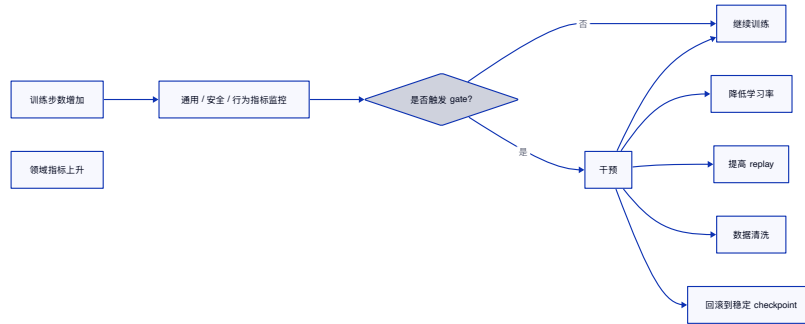 训练步数增加
领域指标上升
通用 / 安全 / 行为指标监控
是否触发 gate?
否
是
干预
继续训练
降低学习率
提高 replay
数据清洗
回滚到稳定 checkpoint